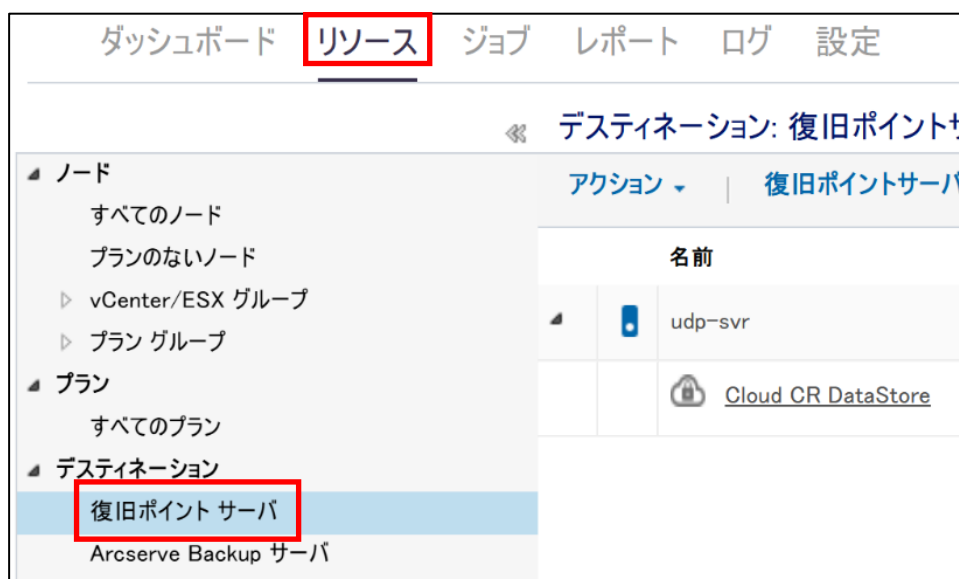 ダッシュボード リソース ジョブ レポート ログ 設定
デスティネーション: 復旧ポイント
ノード
すべてのノード
プランのないノード
vCenter/ESX グループ
プラン グループ
プラン
すべてのプラン
デスティネーション
復旧ポイント サーバ
Arcserve Backup サーバ
アクション | 復旧ポイントサーバ
名前
udp-svr
Cloud CR DataStore